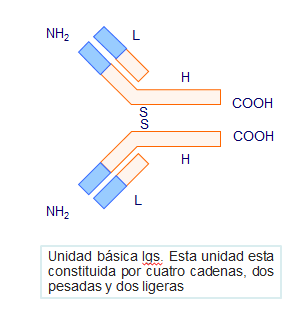 NH2
L
H
COOH
S
S
COOH
H
L
NH2
Unidad básica Igs. Esta unidad esta
constituida por cuatro cadenas, dos
pesadas y dos ligeras